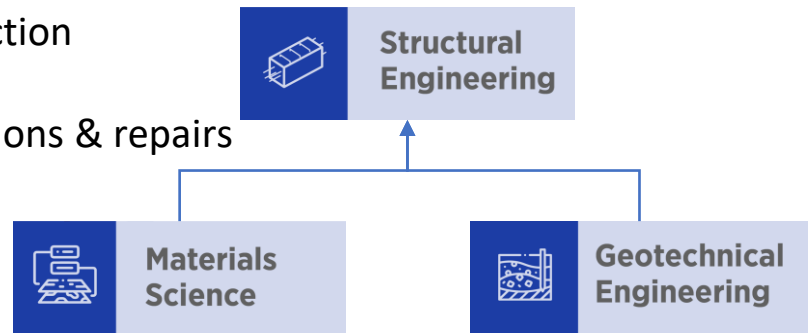 ction
Structural
Engineering
ons & repairs
Materials
Science
Geotechnical
Engineering